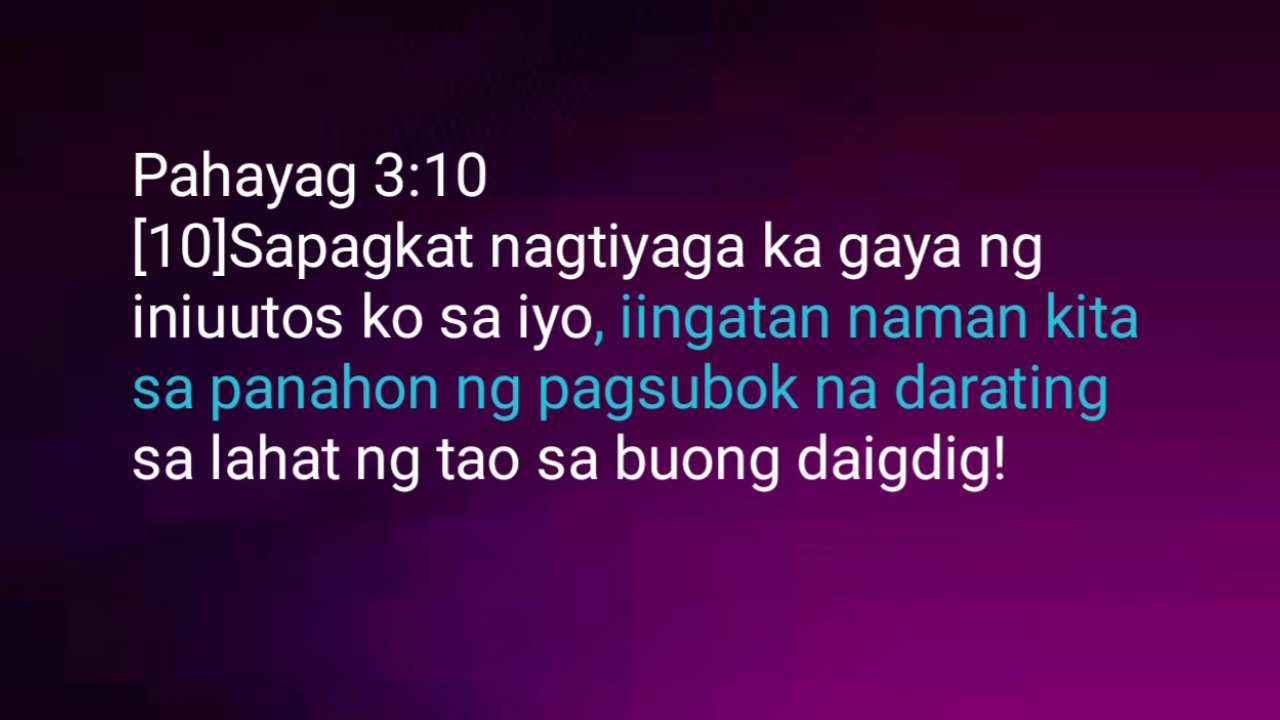 Pahayag 3:10
[10]Sapagkat nagtiyaga ka gaya ng
iniuutos ko sa iyo, iingatan naman kita
sa panahon ng pagsubok na darating
sa lahat ng tao sa buong daigdig!